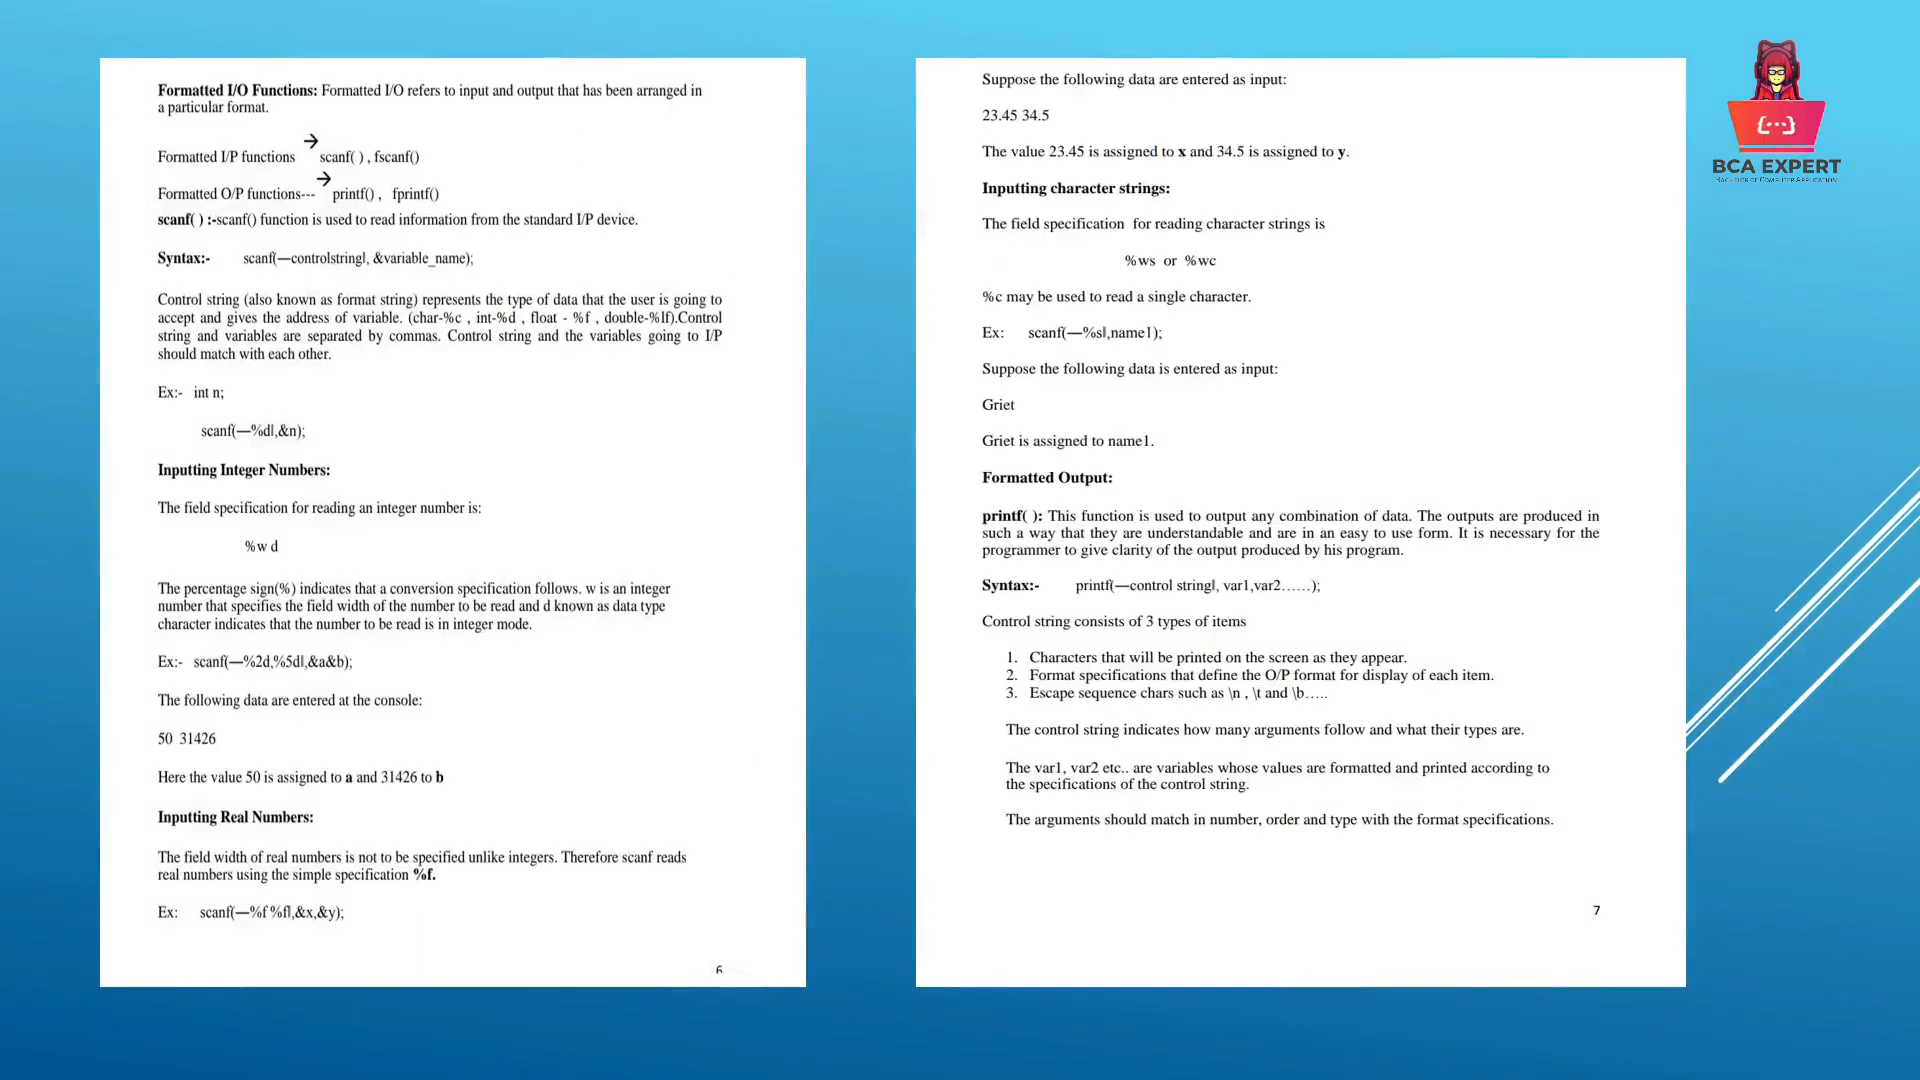 Formatted I/O Functions: Formatted I/O refers to input and output that has been arranged in
a particular format.
Formatted I/P functions → scanf( ) , fscanf()
Formatted O/P functions--- → printf() , fprintf()
scanf( ) :-scanf() function is used to read information from the standard I/P device.
Syntax:- scanf(―controlstring‖, &variable_name);
Control string (also known as format string) represents the type of data that the user is going to
accept and gives the address of variable. (char-%c , int-%d , float - %f , double-%lf).Control
string and variables are separated by commas. Control string and the variables going to I/P
should match with each other.
Ex:- int n;
scanf(―%d‖,&n);
Inputting Integer Numbers:
The field specification for reading an integer number is:
%w d
The percentage sign(%) indicates that a conversion specification follows. w is an integer
number that specifies the field width of the number to be read and d known as data type
character indicates that the number to be read is in integer mode.
Ex:- scanf(―%2d,%5d‖,&a&b);
The following data are entered at the console:
50 31426
Here the value 50 is assigned to a and 31426 to b
Inputting Real Numbers:
The field width of real numbers is not to be specified unlike integers. Therefore scanf reads
real numbers using the simple specification %f.
Ex: scanf(―%f %f‖,&x,&y);
6
Suppose the following data are entered as input:
23.45 34.5
The value 23.45 is assigned to x and 34.5 is assigned to y.
Inputting character strings:
The field specification for reading character strings is
%ws or %wc
%c may be used to read a single character.
Ex: scanf(―%s‖,name1);
Suppose the following data is entered as input:
Griet
Griet is assigned to name1.
Formatted Output:
printf( ): This function is used to output any combination of data. The outputs are produced in
such a way that they are understandable and are in an easy to use form. It is necessary for the
programmer to give clarity of the output produced by his program.
Syntax:- printf(―control string‖, var1,var2……);
Control string consists of 3 types of items
1. Characters that will be printed on the screen as they appear.
2. Format specifications that define the O/P format for display of each item.
3. Escape sequence chars such as \n , \t and \b…..
The control string indicates how many arguments follow and what their types are.
The var1, var2 etc.. are variables whose values are formatted and printed according to
the specifications of the control string.
The arguments should match in number, order and type with the format specifications.
7
{···}
BCA EXPERT
BACHTLOR OF COMPUTER APPLICATION